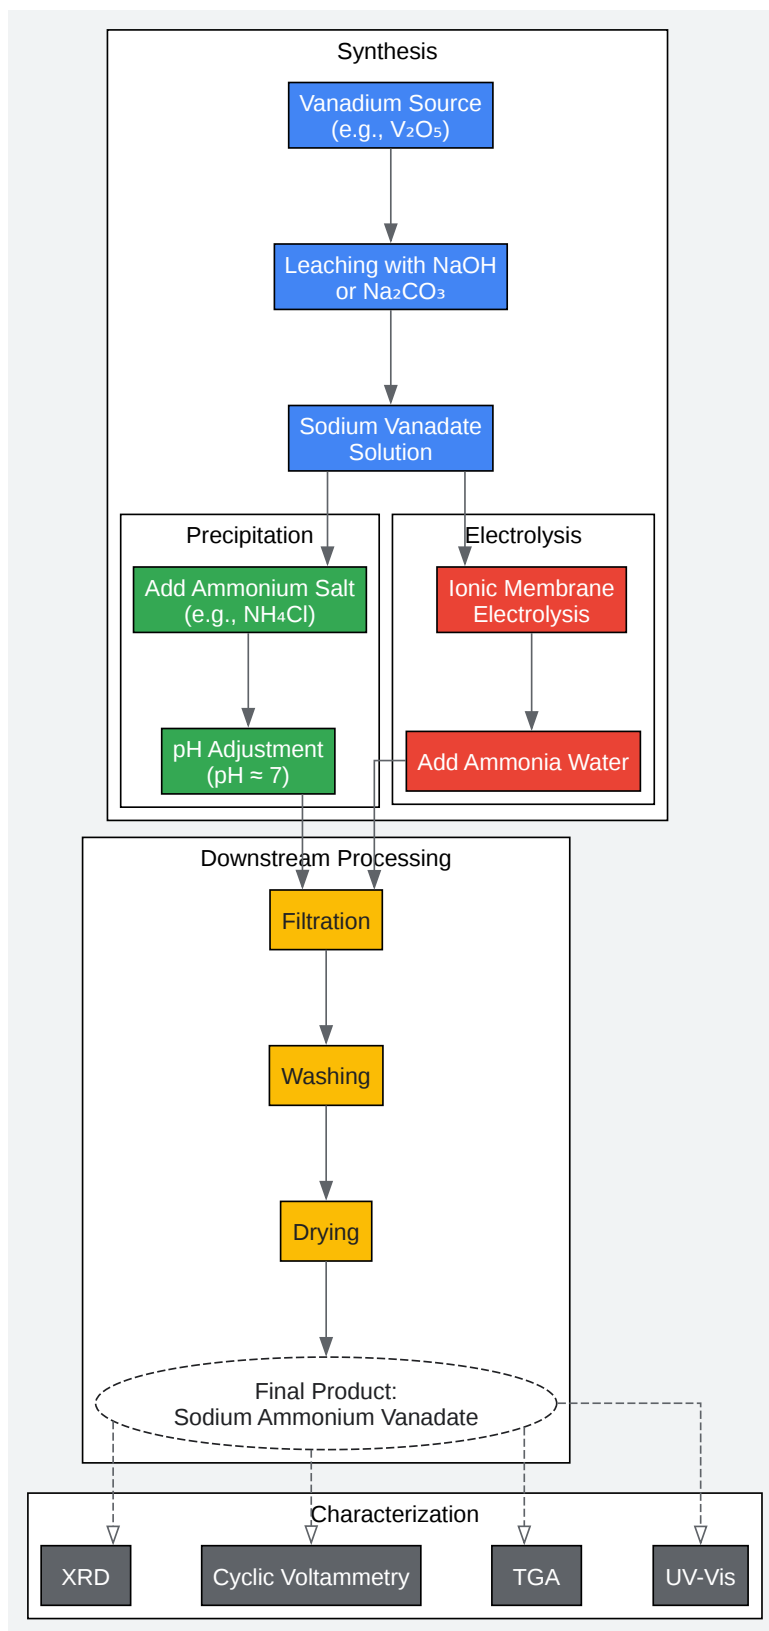 Synthesis
Vanadium Source
(e.g., V₂O₅)
Leaching with NaOH
or Na₂CO₃
Sodium Vanadate
Solution
Precipitation
Electrolysis
Add Ammonium Salt
(e.g., NH₄Cl)
Ionic Membrane
Electrolysis
pH Adjustment
(pH ≈ 7)
Add Ammonia Water
Downstream Processing
Filtration
Washing
Drying
Final Product:
Sodium Ammonium Vanadate
Characterization
XRD
Cyclic Voltammetry
TGA
UV-Vis